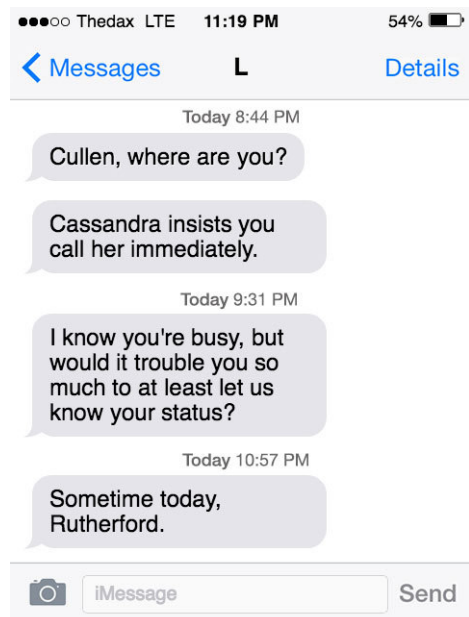 Thedax LTE 11:19 PM 54%
Messages L Details
Today 8:44 PM
Cullen, where are you?
Cassandra insists you
call her immediately.
Today 9:31 PM
I know you're busy, but
would it trouble you so
much to at least let us
know your status?
Today 10:57 PM
Sometime today,
Rutherford.
iMessage Send